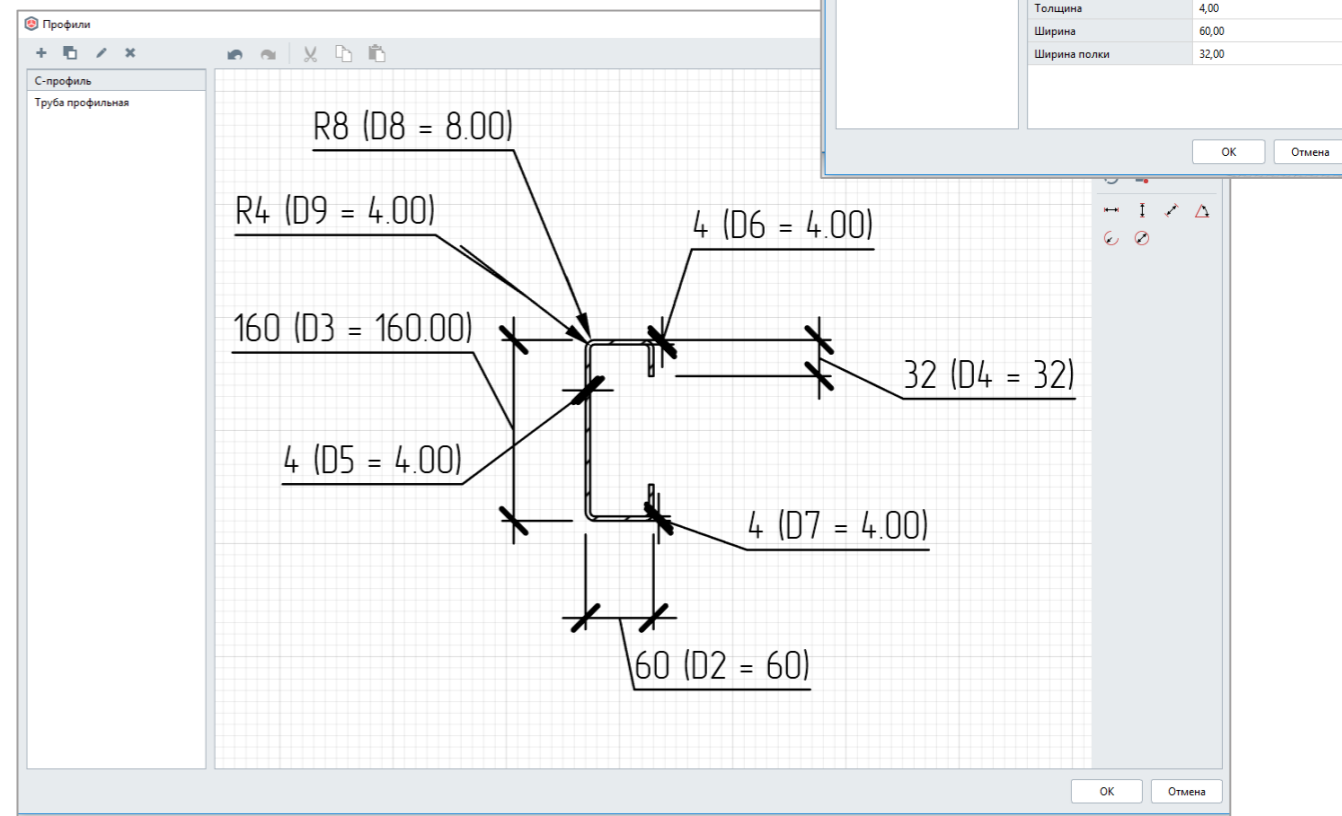 Профили
Толщина 4,00
Ширина 60,00
Ширина полки 32,00
ОК Отмена
С-профиль
Труба профильная
R8 (D8 = 8.00)
R4 (D9 = 4.00)
4 (D6 = 4.00)
160 (D3 = 160.00)
32 (D4 = 32)
4 (D5 = 4.00)
4 (D7 = 4.00)
60 (D2 = 60)
ОК Отмена